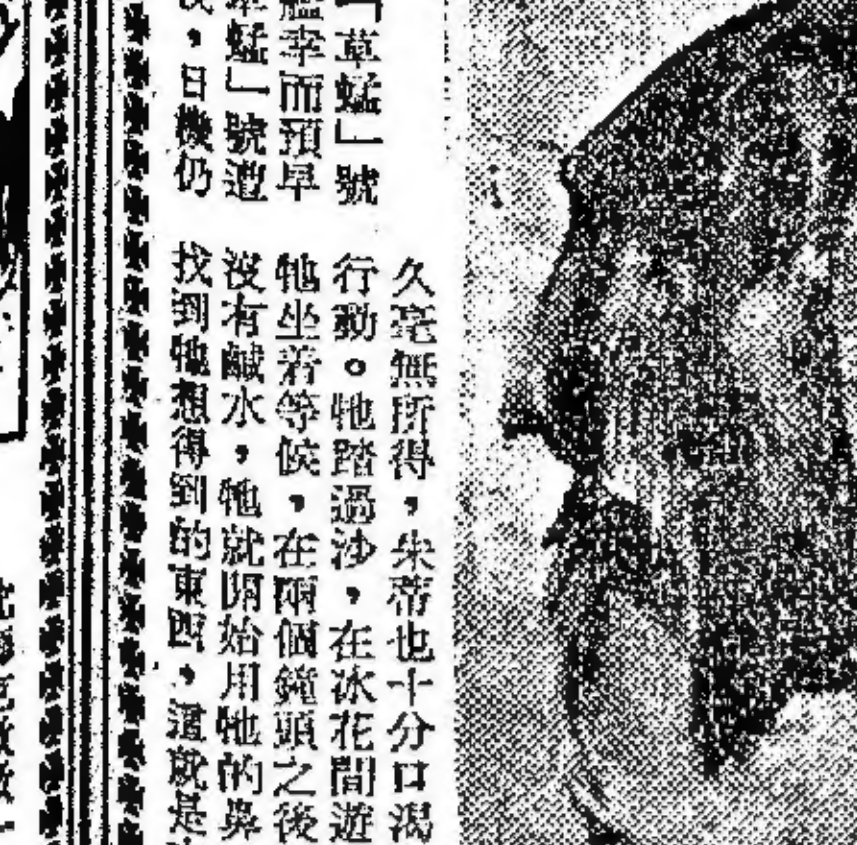 「草蜢」號
艦幸而預早
草蜢」號遭
，日機仍
久毫無所得，朱蒂也十分口渴
行動。牠踏過沙，在冰花間遊
牠坐着等候，在兩個鐘頭之後
沒有鹹水，牠就開始用牠的鼻
找到牠想得到的東西，這就是